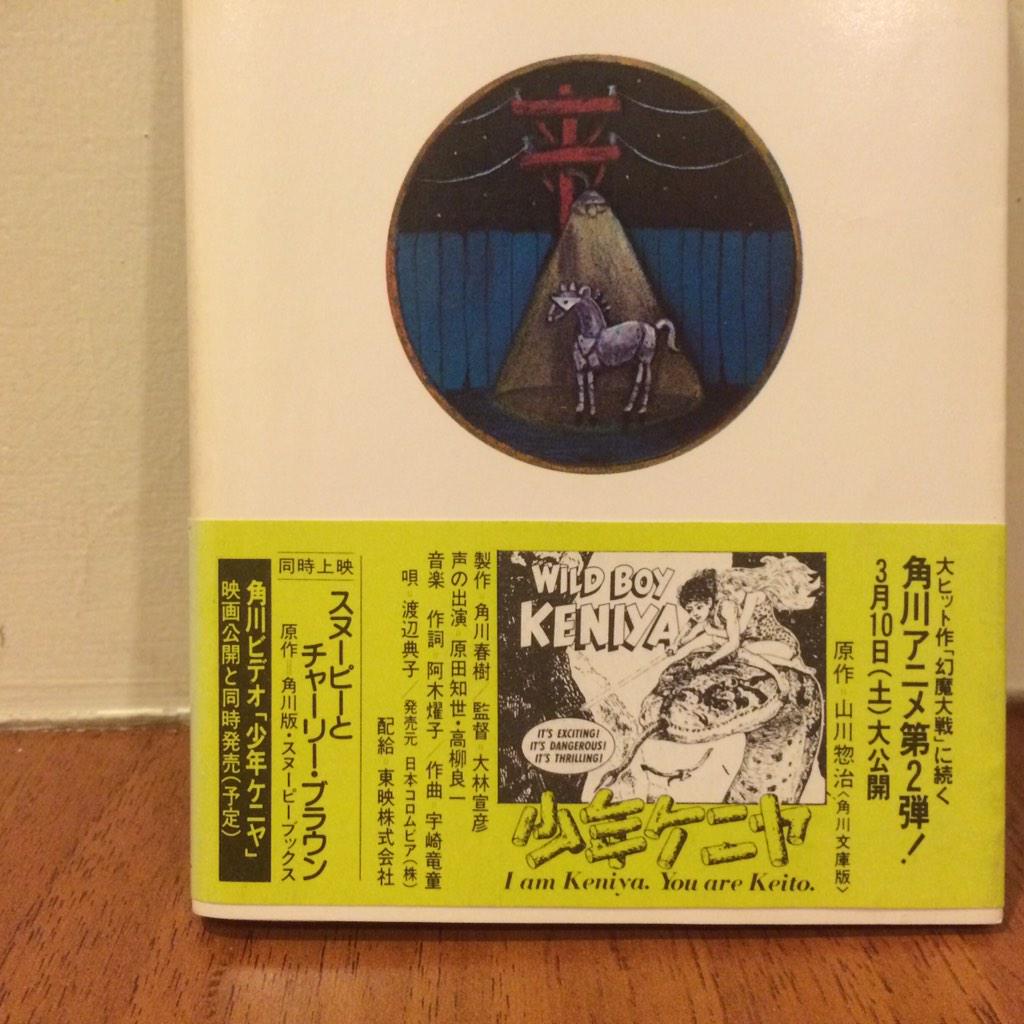 大ヒット作「幻魔大戦」に続く
角川アニメ第2弾!
3月10日(土)大公開
原作=山川惣治〈角川文庫版〉
WILD BOY
KENIYA
IT'S EXCITING!
IT'S DANGEROUS!
IT'S THRILLING!
少年ケニヤ
I am Keniya. You are Keito.
製作=角川春樹/監督=大林宣彦
声の出演=原田知世・高柳良一
音楽 作詞=阿木燿子/作曲=宇崎竜童
唄=渡辺典子/発売元 日本コロムビア(株)
配給=東映株式会社
同時上映
スヌーピーと
チャーリー・ブラウン
原作=角川版・スヌーピーブックス
角川ビデオ「少年ケニヤ」
映画公開と同時発売(予定)